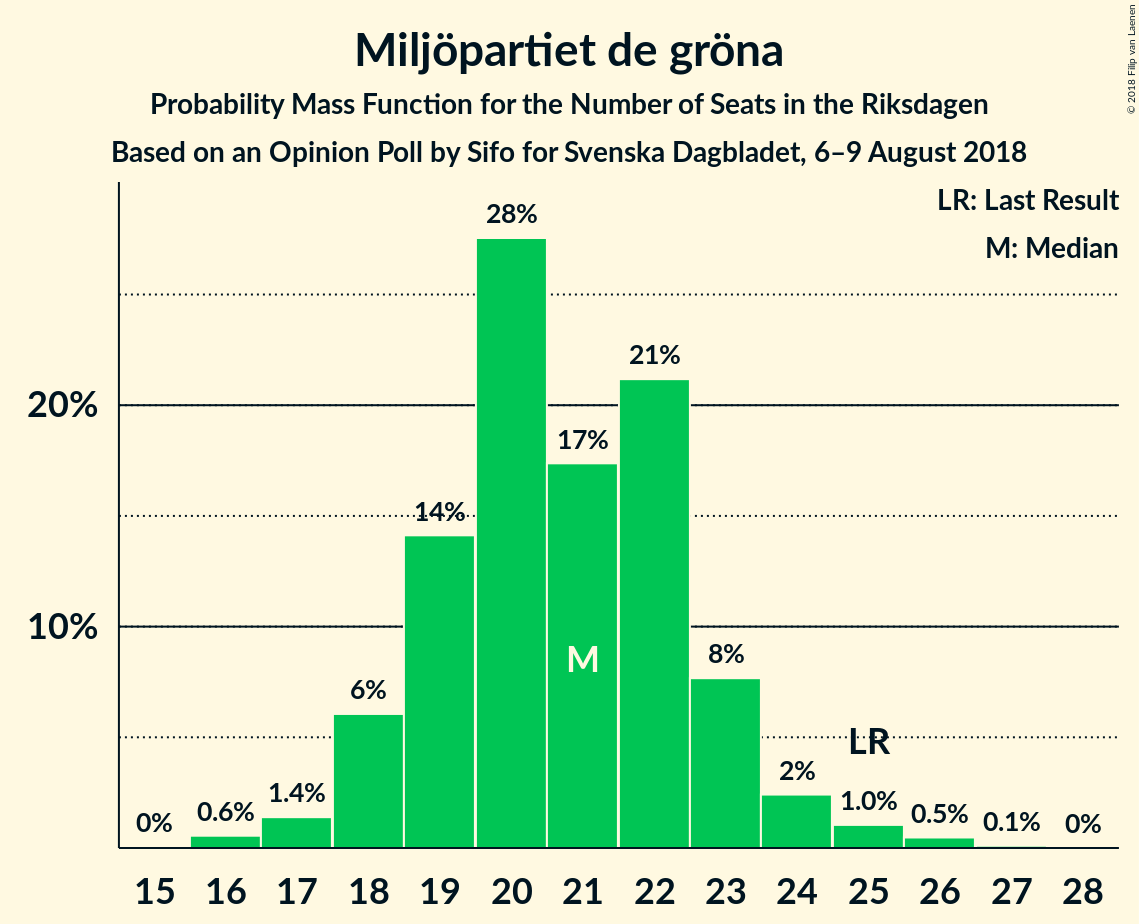 Miljöpartiet de gröna
Probability Mass Function for the Number of Seats in the Riksdagen
Based on an Opinion Poll by Sifo for Svenska Dagbladet, 6–9 August 2018
© 2018 Filip van Laenen
LR: Last Result
M: Median
28%
21%
20%
17%
14%
10%
M
8%
6%
LR
2%
1.4%
1.0%
0.6%
0.5%
0%
0.1%
0%
15 16 17 18 19 20 21 22 23 24 25 26 27 28